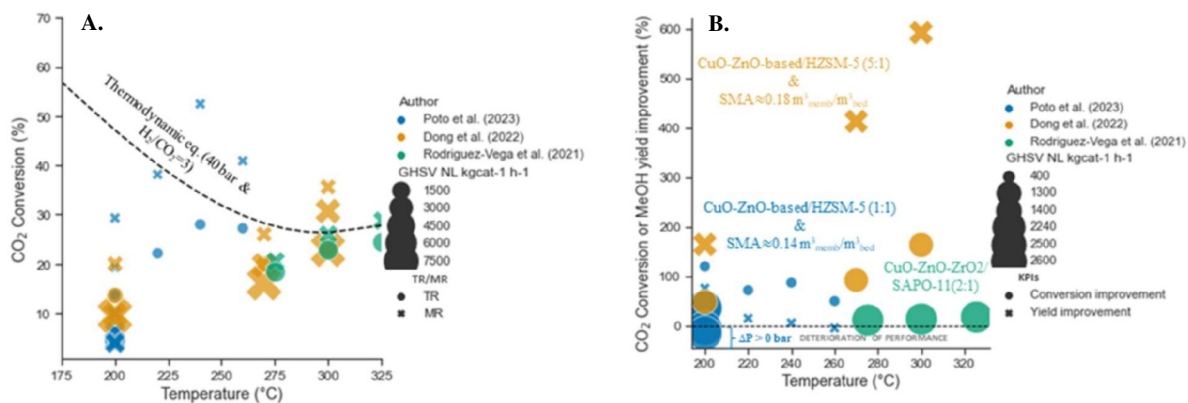 A.
70
60
50
40
30
20
10
CO2 Conversion (%)
175
200
225
250
275
300
325
Temperature (°C)
Thermodynamic eq. (40 bar &
H2/CO2=3)
Author
Poto et al. (2023)
Dong et al. (2022)
Rodriguez-Vega et al. (2021)
GHSV NL kgcat-1 h-1
1500
3000
4500
6000
7500
TR/MR
TR
MR
B.
600
500
400
300
200
100
0
CO2 Conversion or MeOH yield improvement (%)
200
220
240
260
280
300
320
Temperature (°C)
CuO-ZnO-based/HZSM-5 (5:1)
&
SMA≈0.18 m³memb/m³bed
CuO-ZnO-based/HZSM-5 (1:1)
&
SMA≈0.14 m³memb/m³bed
CuO-ZnO-ZrO2/
SAPO-11(2:1)
ΔP > 0 bar
DETERIORATION OF PERFORMANCE
Author
Poto et al. (2023)
Dong et al. (2022)
Rodriguez-Vega et al. (2021)
GHSV NL kgcat-1 h-1
400
1300
1400
2240
2500
2600
KPIs
Conversion improvement
Yield improvement